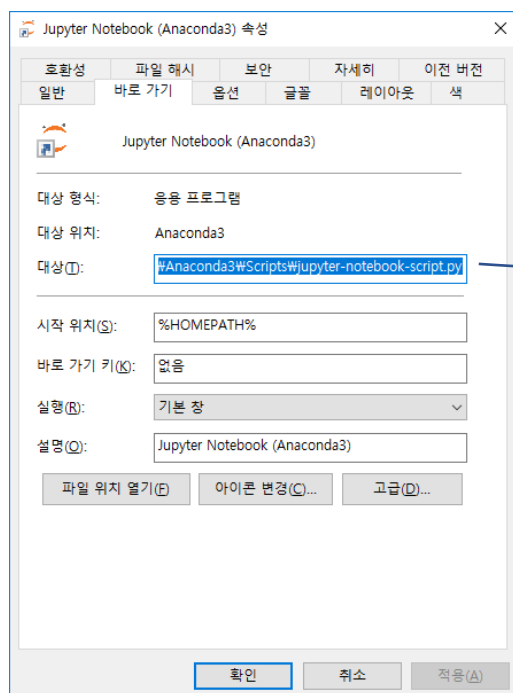 Jupyter Notebook (Anaconda3) 속성
호환성 파일 해시 보안 자세히 이전 버전
일반 바로 가기 옵션 글꼴 레이아웃 색
Jupyter Notebook (Anaconda3)
대상 형식: 응용 프로그램
대상 위치: Anaconda3
대상(T): ₩Anaconda3₩Scripts₩jupyter-notebook-script.py
시작 위치(S): %HOMEPATH%
바로 가기 키(K): 없음
실행(R): 기본 창
설명(O): Jupyter Notebook (Anaconda3)
파일 위치 열기(F) 아이콘 변경(C)... 고급(D)...
확인 취소 적용(A)